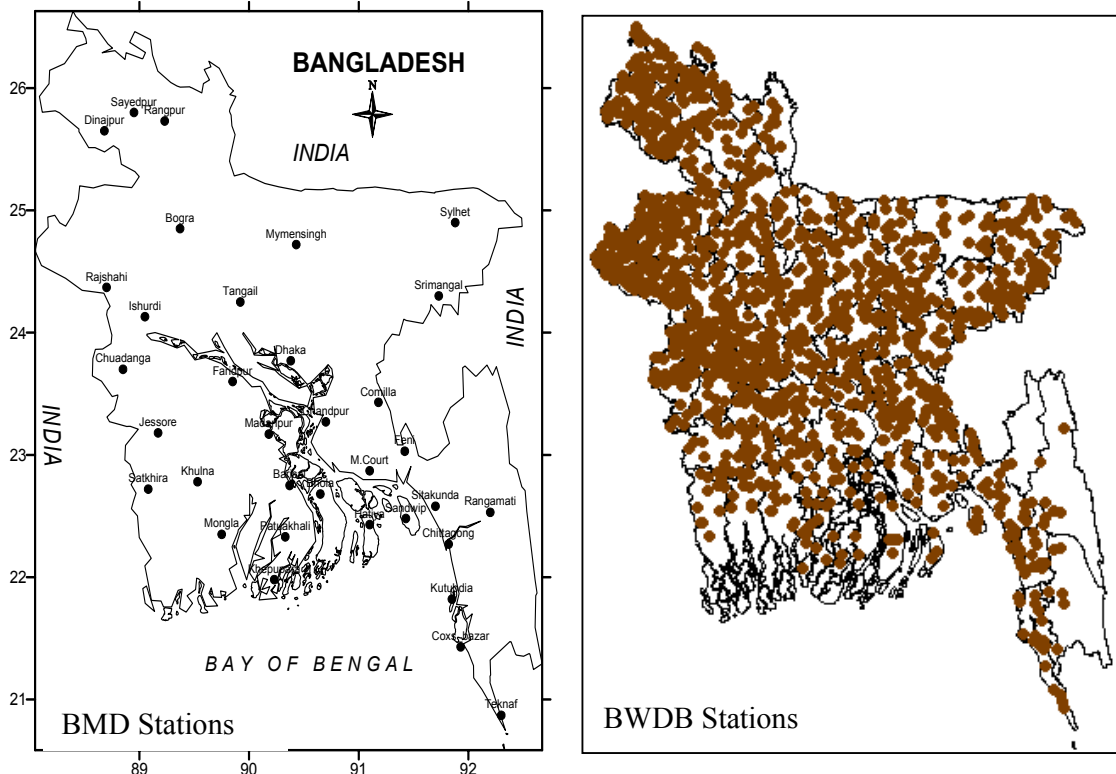 BANGLADESH
N
26
Sayedpur
Rangpur
Dinajpur
INDIA
25
Sylhet
Bogra
Mymensingh
Rajshahi
Tangail
Srimangal
Ishurdi
INDIA
24
Dhaka
Chuadanga
Faridpur
Comilla
INDIA
Jessore
Madaripur
Chandpur
Feni
23
M.Court
Satkhira
Khulna
Barisal
Bhola
Sitakunda
Rangamati
Sandwip
Hatiya
Mongla
Patuakhali
Chittagong
22
Khepupara
Kutubdia
Coxs_bazar
BAY OF BENGAL
21
Teknaf
BMD Stations
89
90
91
92
BWDB Stations